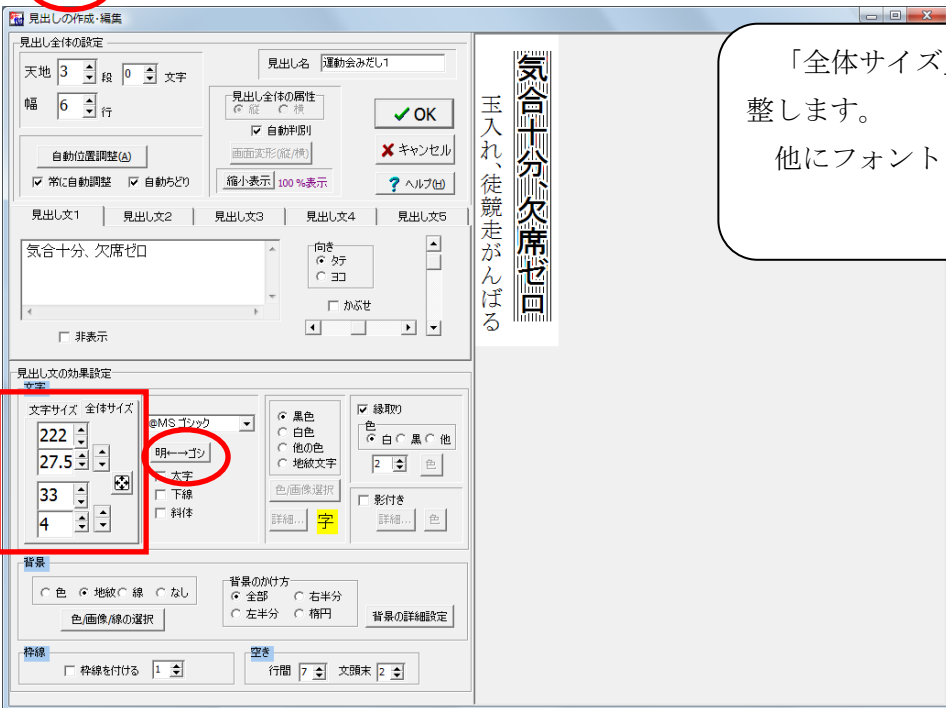 見出しの作成・編集
見出し全体の設定
天地 3 段 0 文字
見出し名 運動会みだし1
幅 6 行
見出し全体の属性
縦 横
自動判別
OK
自動位置調整(A)
画面変形(縦/横)
キャンセル
常に自動調整 自動ちどり
縮小表示 100 %表示
ヘルプ(H)
見出し文1 見出し文2 見出し文3 見出し文4 見出し文5
気合十分、欠席ゼロ
向き
タテ
ヨコ
かぶせ
非表示
見出し文の効果設定
文字
文字サイズ 全体サイズ
222
27.5
33
4
@MS ゴシック
明←→ゴシ
太字
下線
斜体
黒色
白色
他の色
地紋文字
色/画像選択
詳細... 字
縁取り
色
白 黒 他
2 色
影付き
詳細... 色
背景
色 地紋 線 なし
色/画像/線の選択
背景のかけ方
全部 右半分
左半分 楕円
背景の詳細設定
枠線
枠線を付ける 1
空き
行間 7 文頭末 2
気合十分、欠席ゼロ
玉入れ、徒競走がんばる
「全体サイズ
整します。
他にフォント